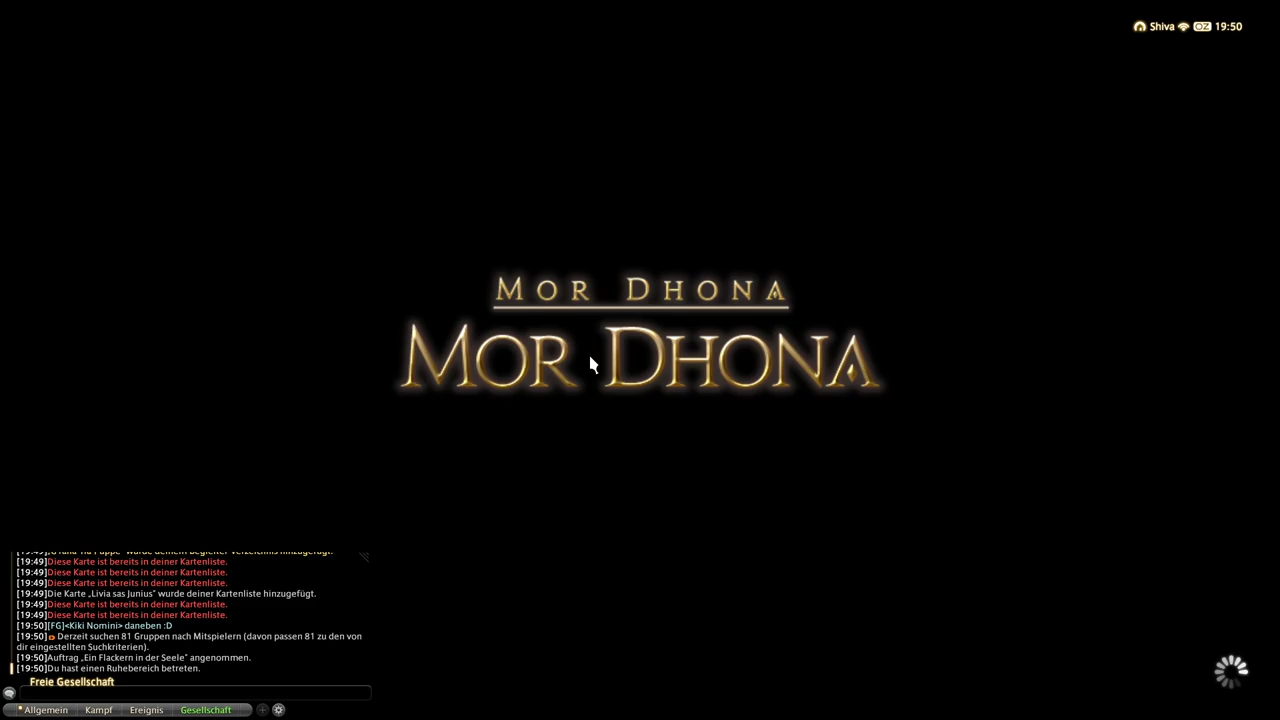 Shiva OZ 19:50
MOR DHONA
MOR DHONA
[19:49]Diese Karte ist bereits in deiner Kartenliste.
[19:49]Diese Karte ist bereits in deiner Kartenliste.
[19:49]Diese Karte ist bereits in deiner Kartenliste.
[19:49]Die Karte „Livia sas Junius“ wurde deiner Kartenliste hinzugefügt.
[19:49]Diese Karte ist bereits in deiner Kartenliste.
[19:49]Diese Karte ist bereits in deiner Kartenliste.
[19:50][FG]<Kiki Nomini> daneben :D
[19:50] Derzeit suchen 81 Gruppen nach Mitspielern (davon passen 81 zu den von
dir eingestellten Suchkriterien).
[19:50]Auftrag „Ein Flackern in der Seele“ angenommen.
[19:50]Du hast einen Ruhebereich betreten.
Freie Gesellschaft
Allgemein Kampf Ereignis Gesellschaft